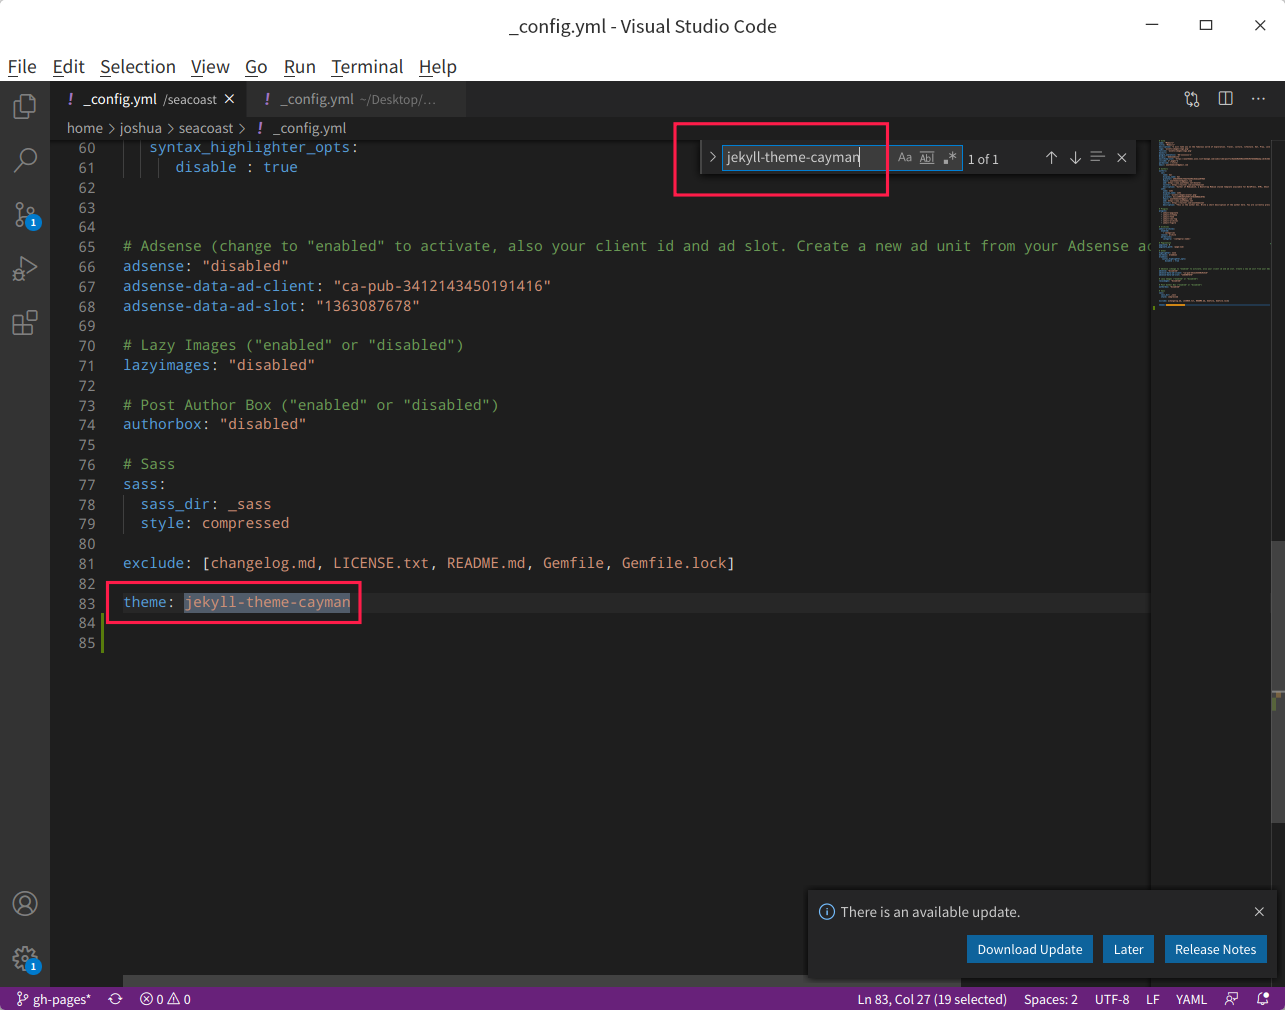 _config.yml - Visual Studio Code
File Edit Selection View Go Run Terminal Help
! _config.yml /seacoast
! _config.yml ~/Desktop/...
home > joshua > seacoast > ! _config.yml
jekyll-theme-cayman Aa Abl .* 1 of 1
60 syntax_highlighter_opts:
61 disable : true
62
63
64
65 # Adsense (change to "enabled" to activate, also your client id and ad slot. Create a new ad unit from your Adsense ac
66 adsense: "disabled"
67 adsense-data-ad-client: "ca-pub-3412143450191416"
68 adsense-data-ad-slot: "1363087678"
69
70 # Lazy Images ("enabled" or "disabled")
71 lazyimages: "disabled"
72
73 # Post Author Box ("enabled" or "disabled")
74 authorbox: "disabled"
75
76 # Sass
77 sass:
78 sass_dir: _sass
79 style: compressed
80
81 exclude: [changelog.md, LICENSE.txt, README.md, Gemfile, Gemfile.lock]
82
83 theme: jekyll-theme-cayman
84
85
1
There is an available update.
Download Update Later Release Notes
1
gh-pages* 0 0 Ln 83, Col 27 (19 selected) Spaces: 2 UTF-8 LF YAML